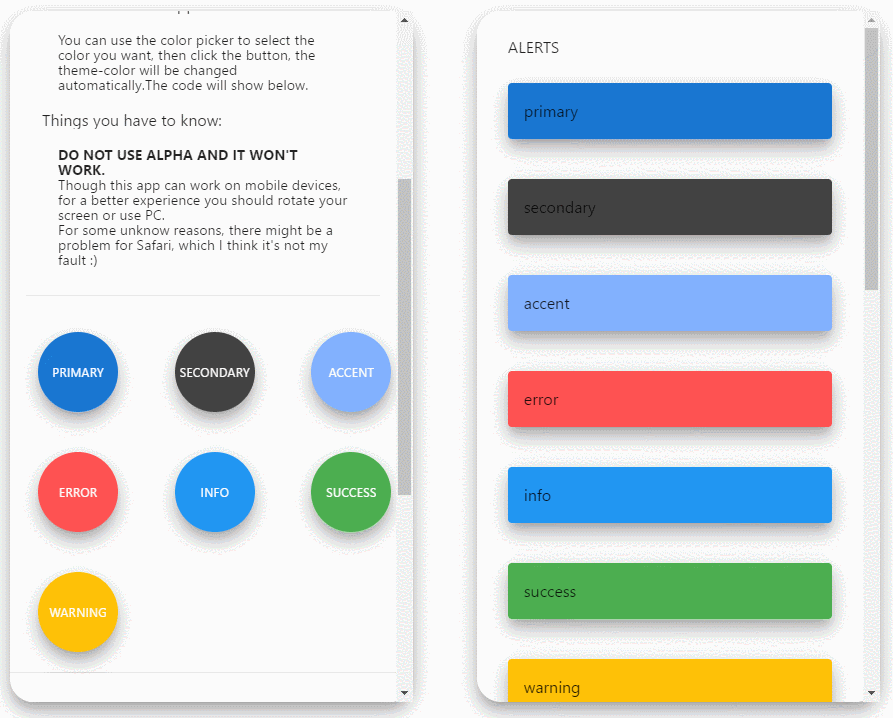 You can use the color picker to select the
color you want, then click the button, the
theme-color will be changed
automatically.The code will show below.
Things you have to know:
DO NOT USE ALPHA AND IT WON'T
WORK.
Though this app can work on mobile devices,
for a better experience you should rotate your
screen or use PC.
For some unknow reasons, there might be a
problem for Safari, which I think it's not my
fault :)
PRIMARY
SECONDARY
ACCENT
ERROR
INFO
SUCCESS
WARNING
ALERTS
primary
secondary
accent
error
info
success
warning